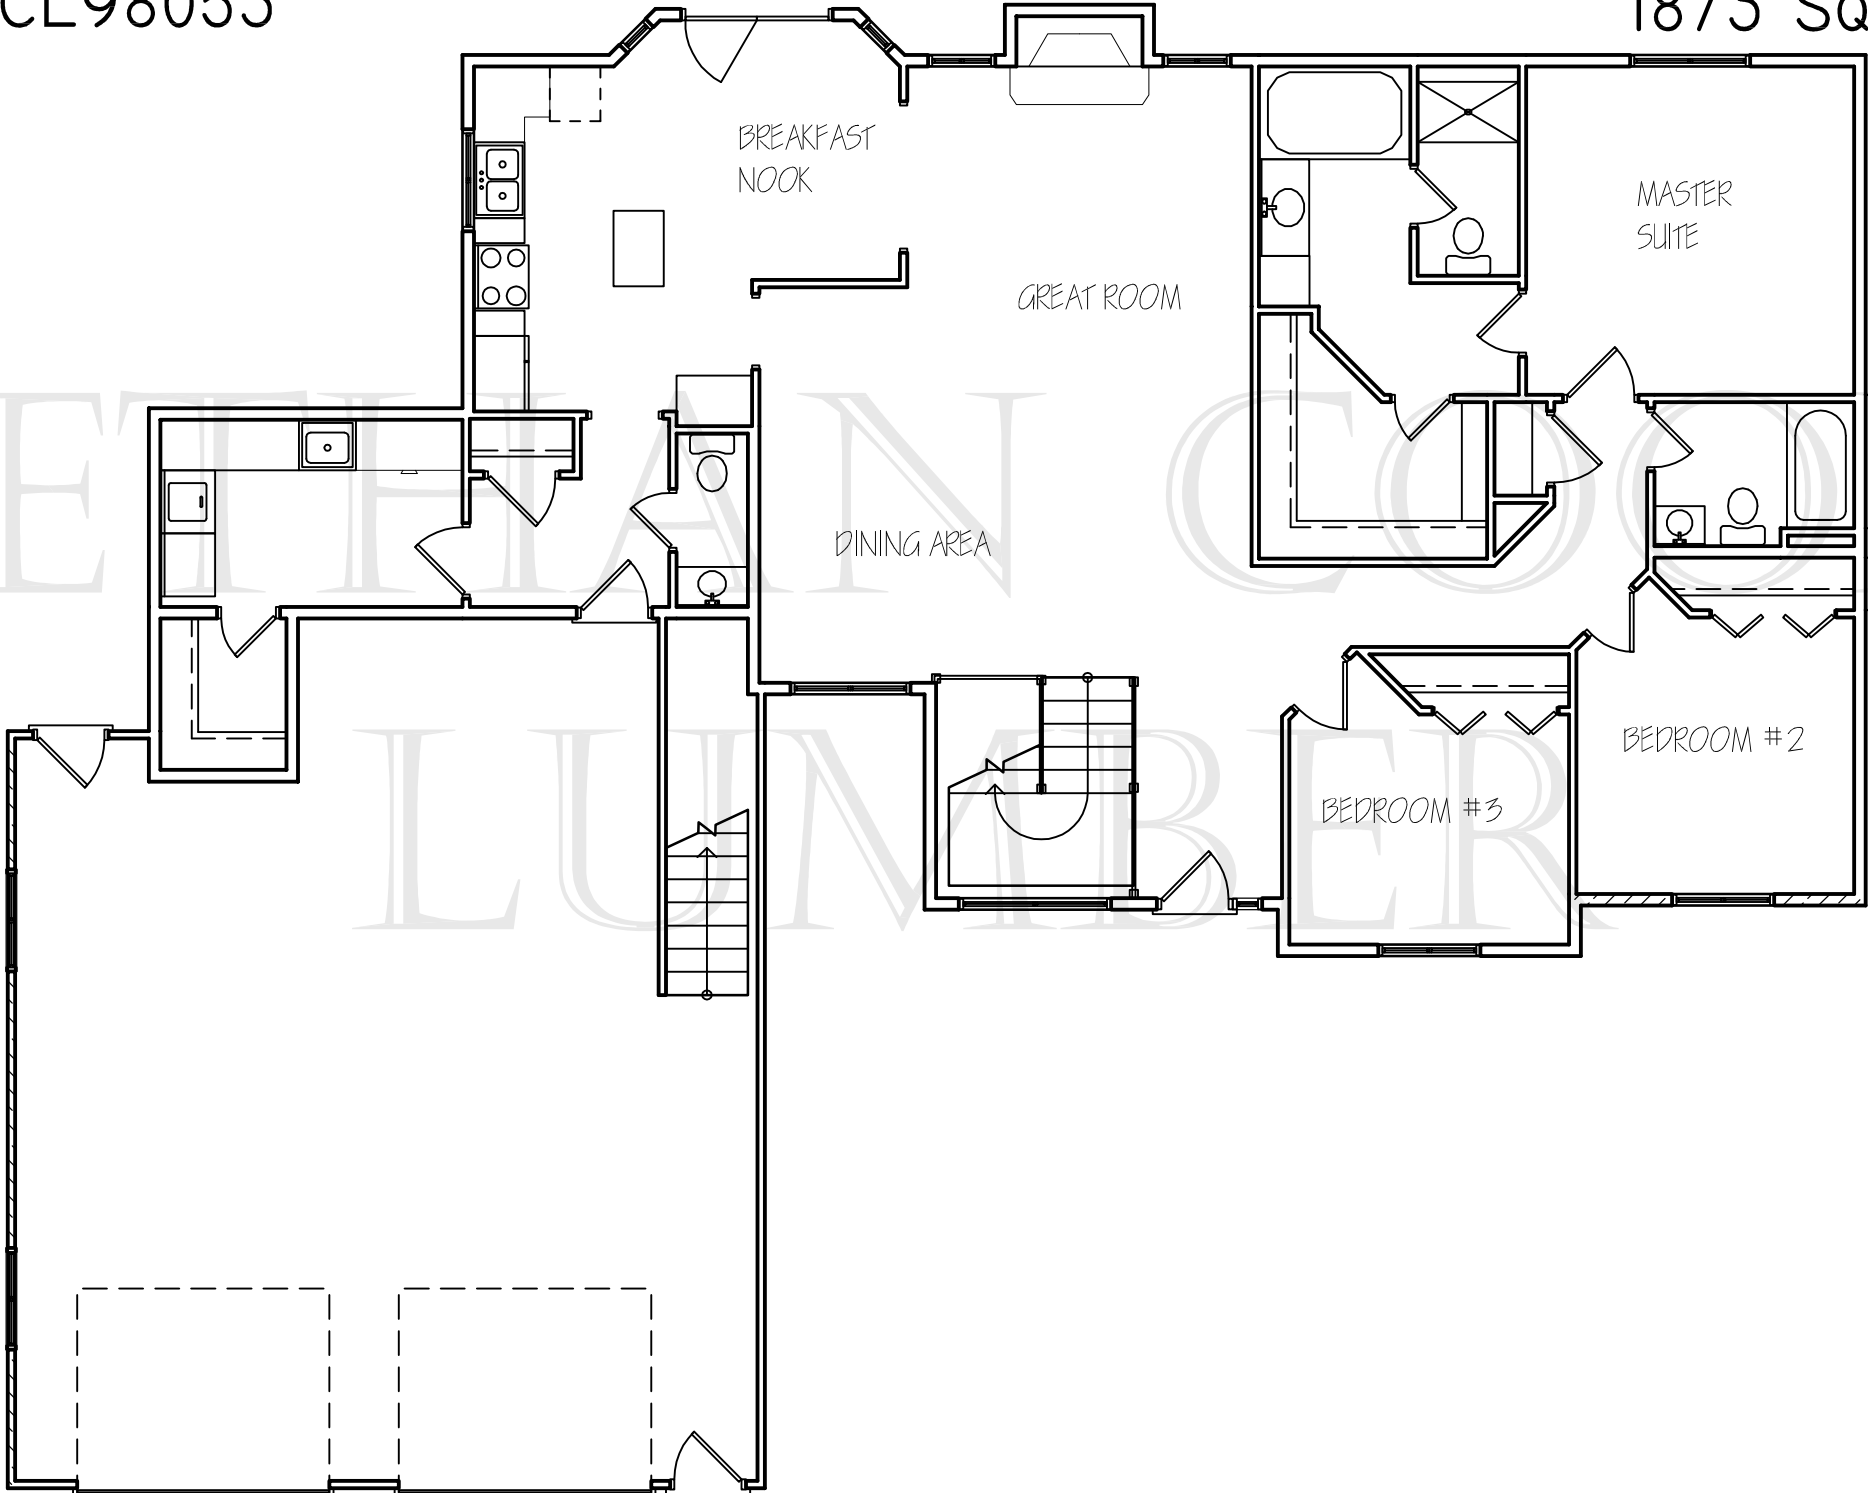 CL98053
1873 SQ
BREAKFAST
NOOK
MASTER
SUITE
GREAT ROOM
DINING AREA
BEDROOM #2
BEDROOM #3
ETHAN COO
LUMBER